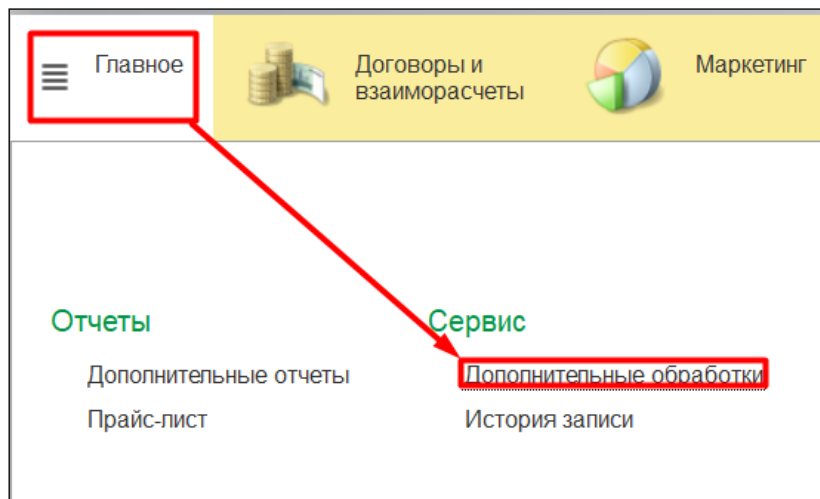 Главное
Договоры и
взаиморасчеты
Маркетинг
Отчеты
Сервис
Дополнительные отчеты
Дополнительные обработки
Прайс-лист
История записи